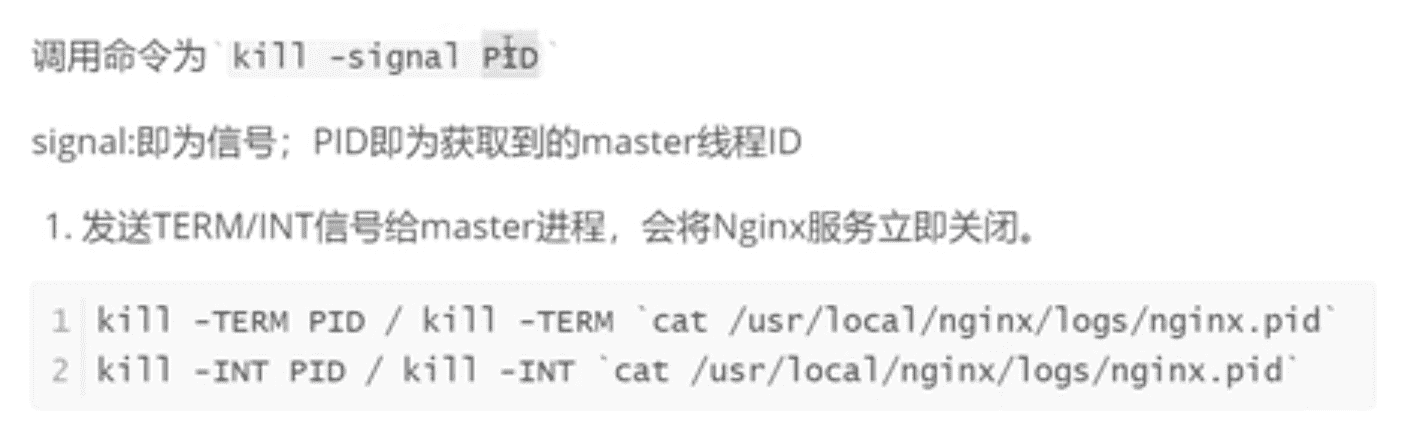 调用命令为`kill -signal PID`
signal:即为信号；PID即为获取到的master线程ID
1. 发送TERM/INT信号给master进程，会将Nginx服务立即关闭。
1 kill -TERM PID / kill -TERM `cat /usr/local/nginx/logs/nginx.pid`
2 kill -INT PID / kill -INT `cat /usr/local/nginx/logs/nginx.pid`